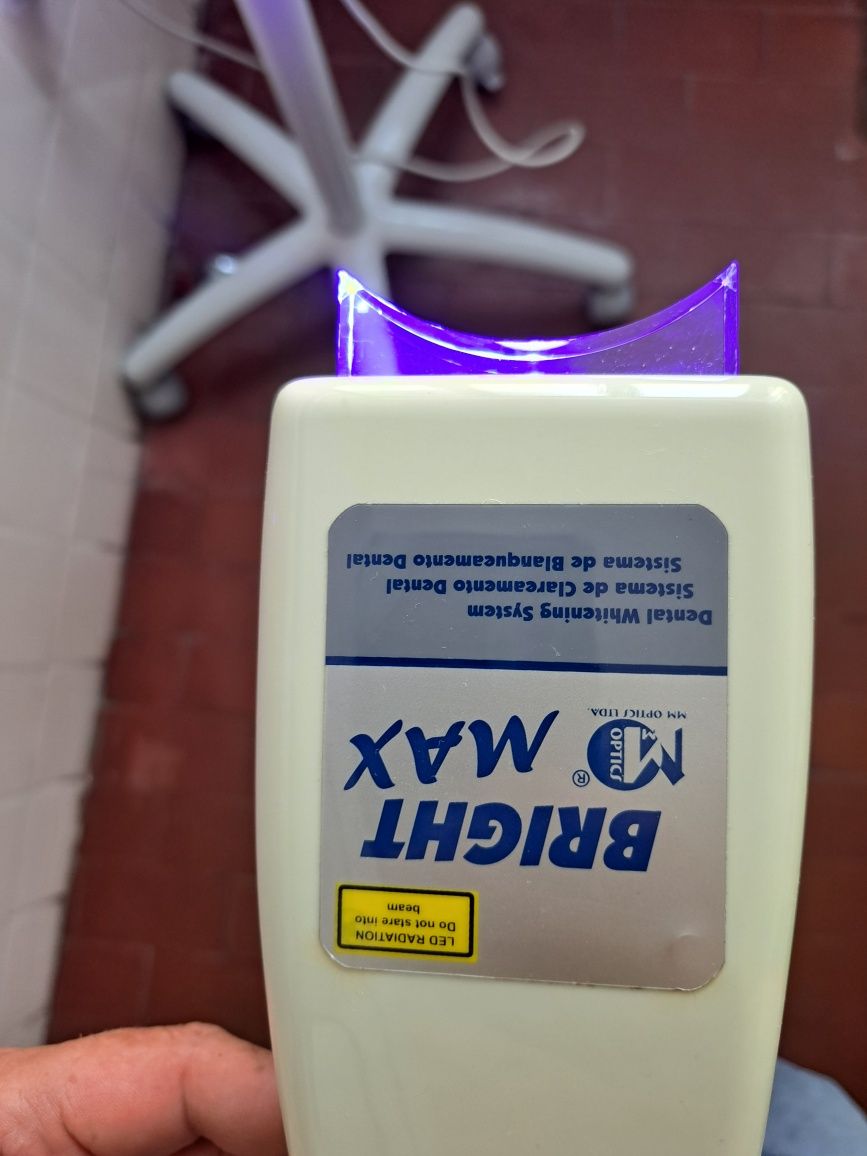 LED RADIATION
Do not stare into
beam
BRIGHT
MAX
®
MM
OPTICS
MM OPTICS LTDA.
Dental Whitening System
Sistema de Clareamento Dental
Sistema de Blanqueamento Dental